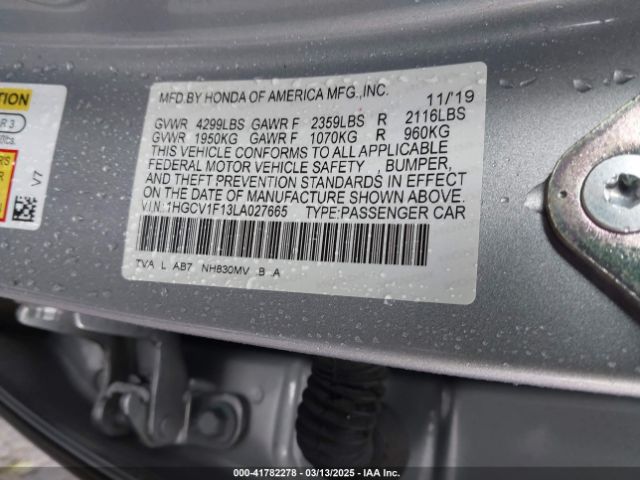 MFD.BY HONDA OF AMERICA MFG.,INC. 11/'19
GVWR 4299LBS GAWR F 2359LBS R 2116LBS
GVWR 1950KG GAWR F 1070KG R 960KG
THIS VEHICLE CONFORMS TO ALL APPLICABLE
FEDERAL MOTOR VEHICLE SAFETY , BUMPER,
AND THEFT PREVENTION STANDARDS IN EFFECT
ON THE DATE OF MANUFACTURE SHOWN ABOVE.
V.I.N: 1HGCV1F13LA027665 TYPE:PASSENGER CAR
TVA L AB7 NH830MV B A
R 3
V7
000-41782278 - 03/13/2025 - IAA Inc.